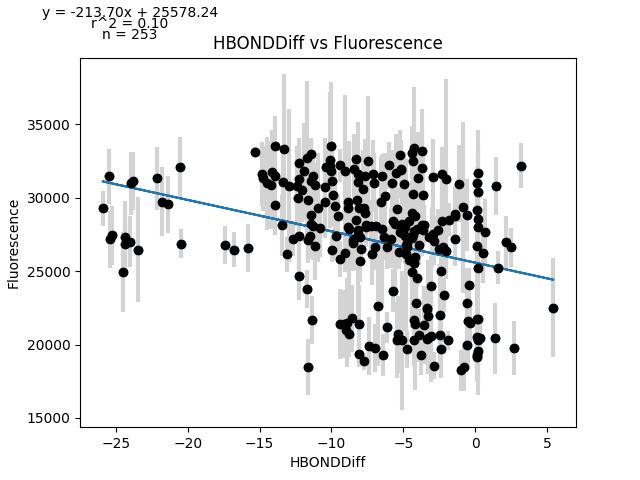 y = -213.70x + 25578.24
r^2 = 0.10
n = 253
HBONDDiff vs Fluorescence
Fluorescence
35000
30000
25000
20000
15000
−25
−20
−15
−10
−5
0
5
HBONDDiff